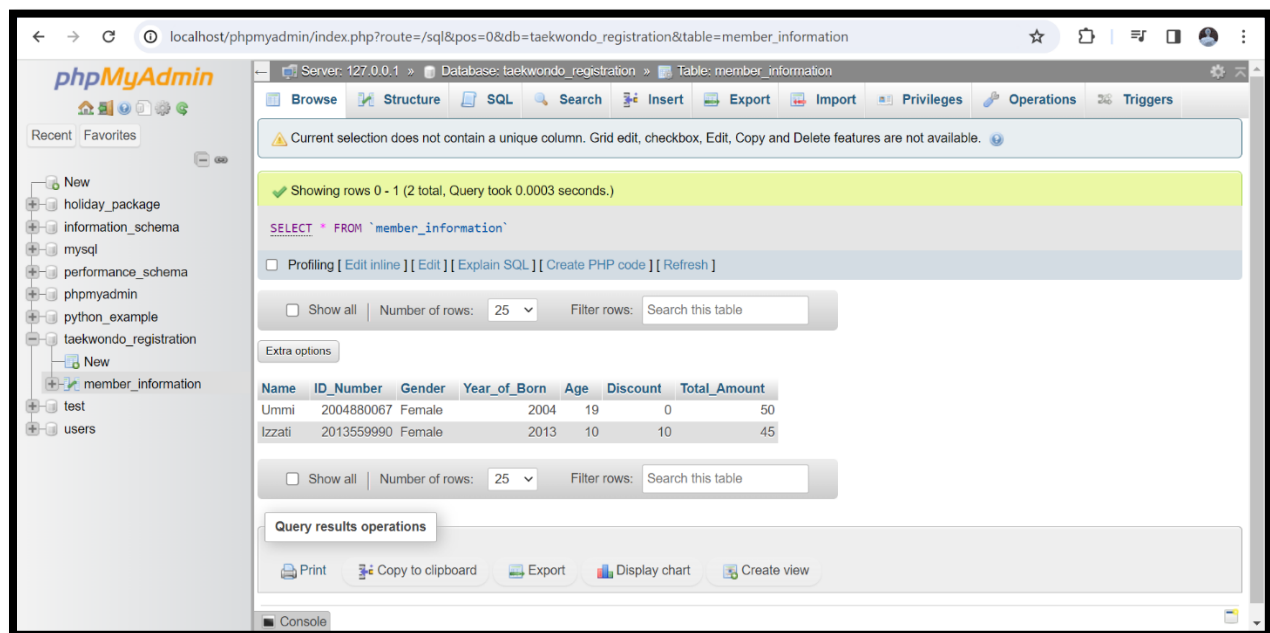 localhost/phpmyadmin/index.php?route=/sql&pos=0&db=taekwondo_registration&table=member_information
phpMyAdmin
Recent Favorites
New
holiday_package
information_schema
mysql
performance_schema
phpmyadmin
python_example
taekwondo_registration
New
member_information
test
users
Server: 127.0.0.1 » Database: taekwondo_registration » Table: member_information
Browse Structure SQL Search Insert Export Import Privileges Operations Triggers
Current selection does not contain a unique column. Grid edit, checkbox, Edit, Copy and Delete features are not available.
Showing rows 0 - 1 (2 total, Query took 0.0003 seconds.)
SELECT * FROM `member_information`
Profiling [ Edit inline ] [ Edit ] [ Explain SQL ] [ Create PHP code ] [ Refresh ]
Show all | Number of rows: 25 Filter rows: Search this table
Extra options
Name ID_Number Gender Year_of_Born Age Discount Total_Amount
Ummi 2004880067 Female 2004 19 0 50
Izzati 2013559990 Female 2013 10 10 45
Show all | Number of rows: 25 Filter rows: Search this table
Query results operations
Print Copy to clipboard Export Display chart Create view
Console